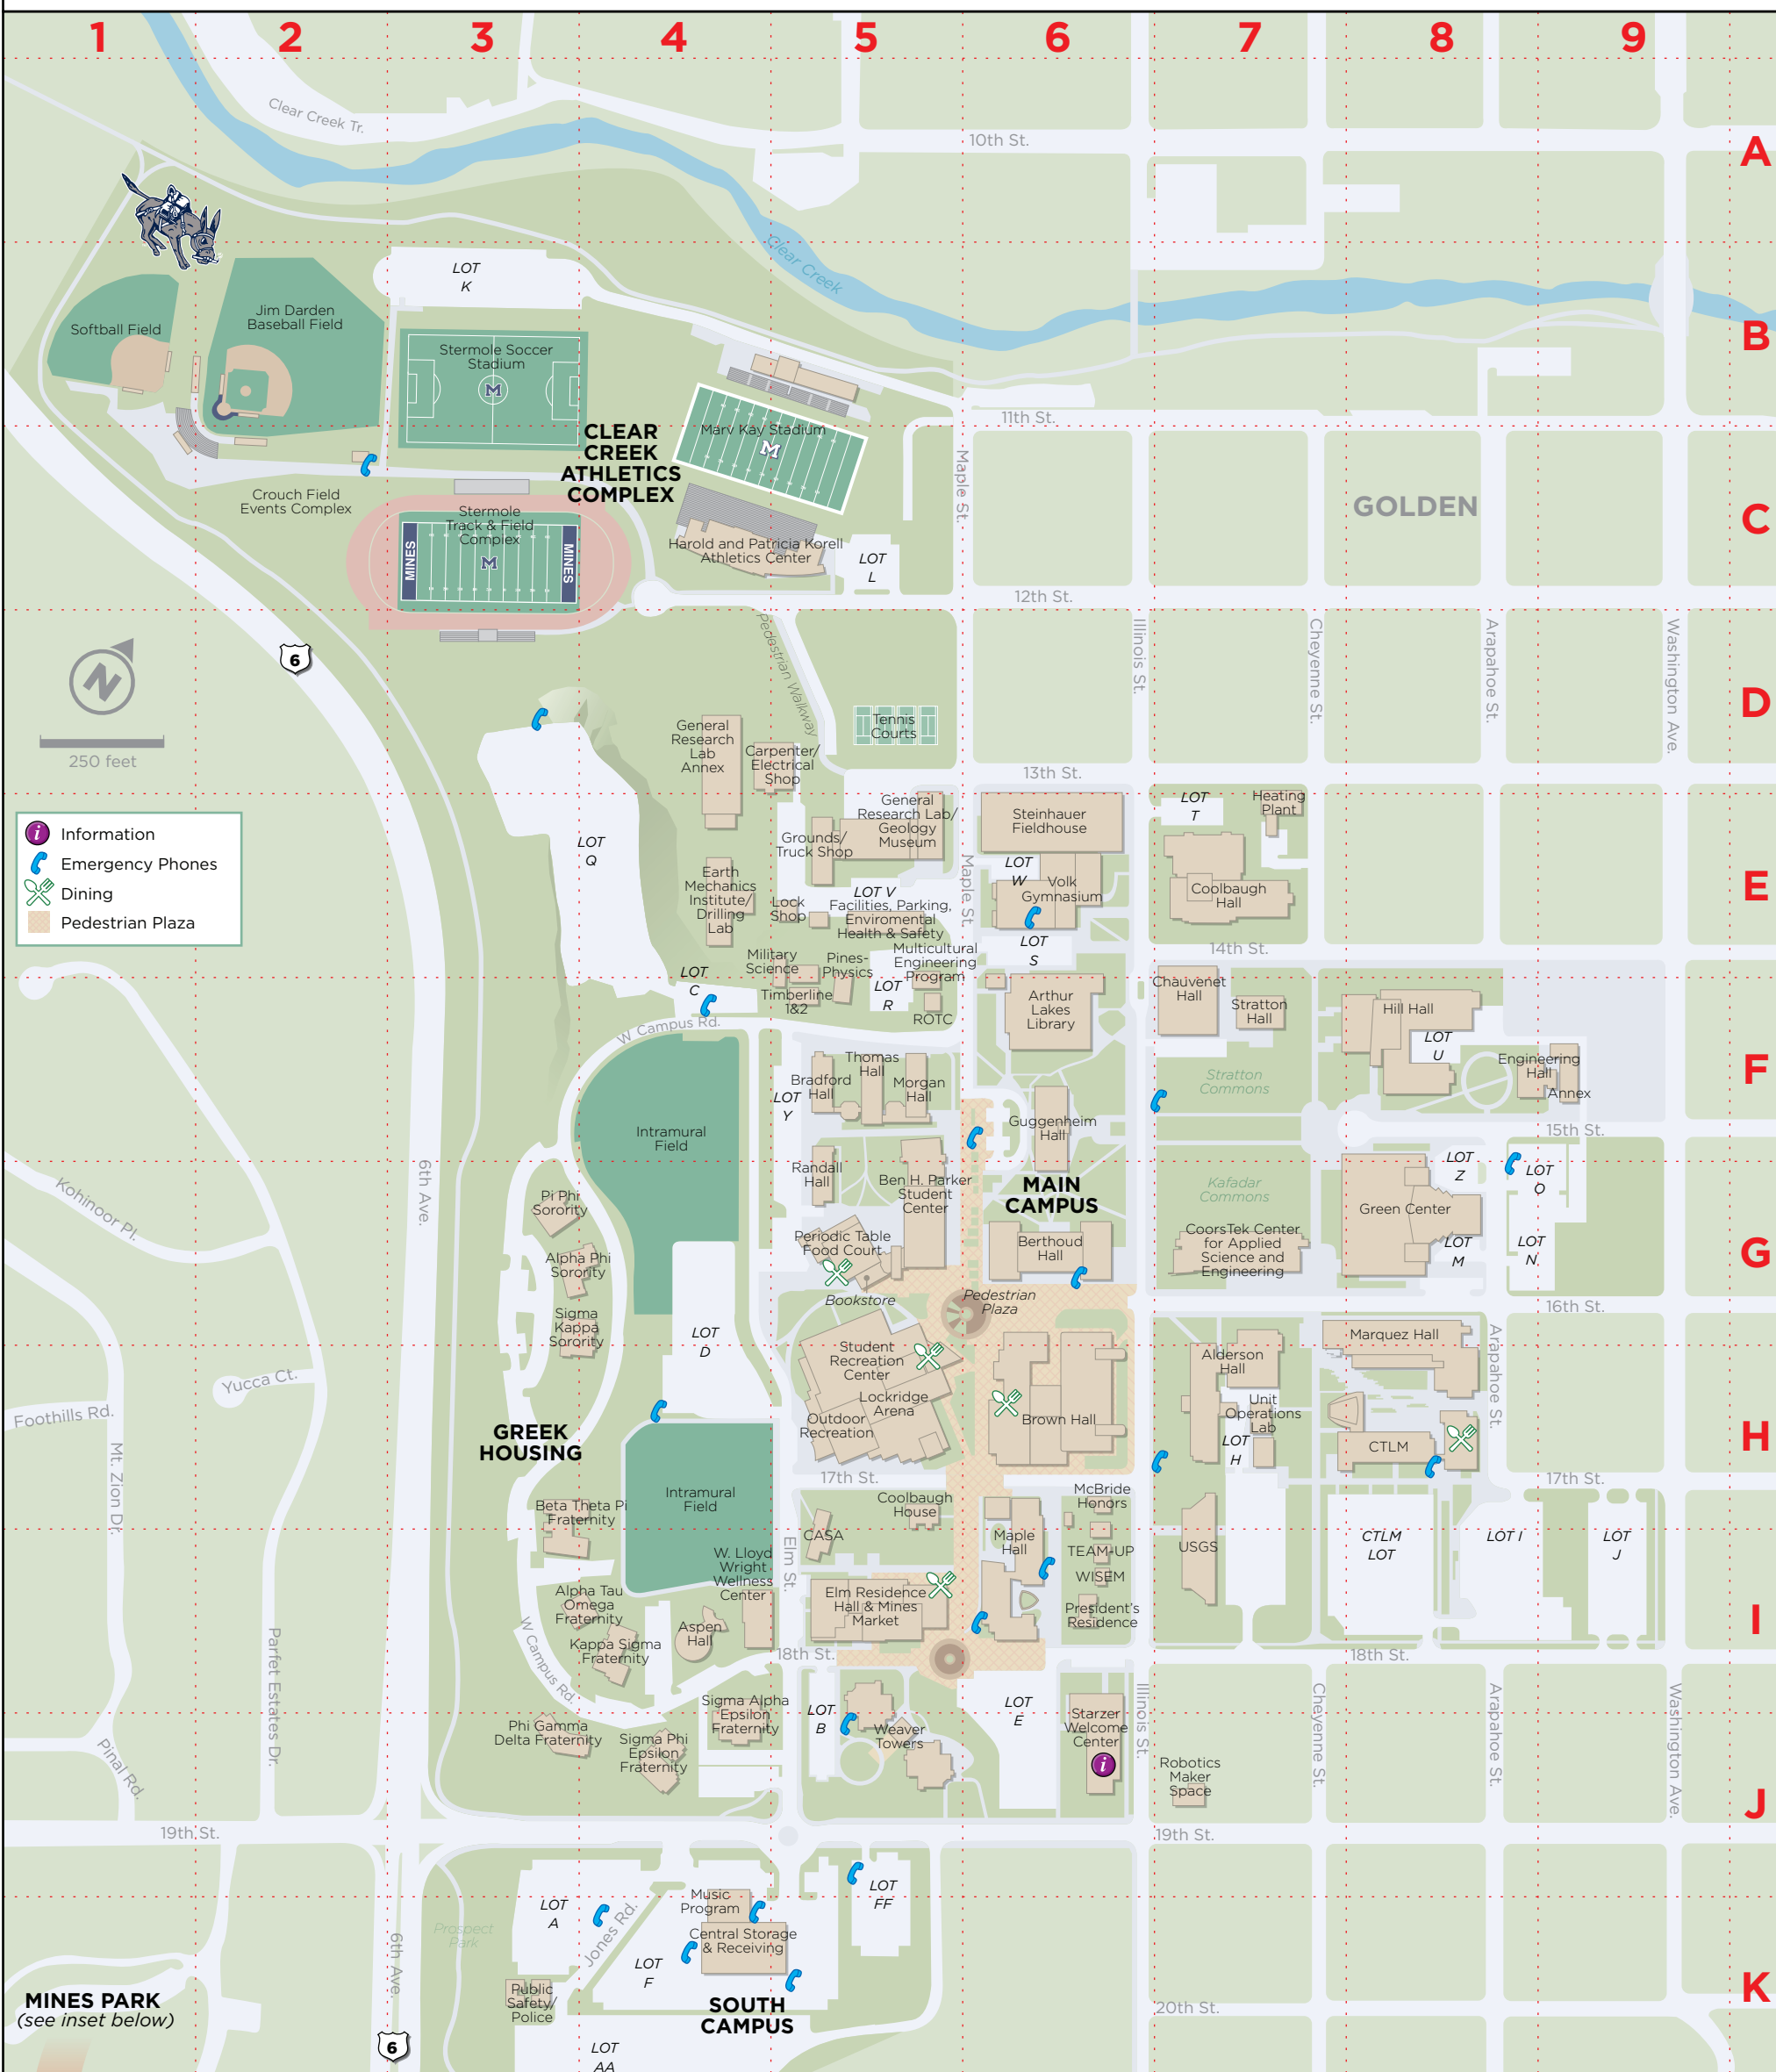 1 2 3 4 5 6 7 8 9
A
B
C
D
E
F
G
H
I
J
K
Clear Creek Tr.
10th St.
Clear Creek
LOT
K
Softball Field
Jim Darden
Baseball Field
Stermole Soccer
Stadium
M
11th St.
CLEAR
CREEK
ATHLETICS
COMPLEX
Marv Kay Stadium
M
Maple St.
GOLDEN
Crouch Field
Events Complex
Stermole
Track & Field
Complex
MINES
M
MINES
Harold and Patricia Korell
Athletics Center
LOT
L
12th St.
6
N
250 feet
Pedestrian Walkway
Illinois St.
Cheyenne St.
Arapahoe St.
Washington Ave.
Tennis
Courts
General
Research
Lab
Annex
Carpenter/
Electrical
Shop
13th St.
i Information
Emergency Phones
Dining
Pedestrian Plaza
LOT
Q
General
Research Lab/
Geology
Museum
Grounds/
Truck Shop
Steinhauer
Fieldhouse
LOT
T
Heating
Plant
Earth
Mechanics
Institute/
Drilling
Lab
Lock
Shop
LOT V
Facilities, Parking,
Enviromental
Health & Safety
Maple St.
LOT
W
Volk
Gymnasium
Coolbaugh
Hall
Military
Science
Pines-
Physics
Multicultural
Engineering
Program
LOT
S
14th St.
LOT
C
Timberline
1&2
LOT
R
ROTC
W Campus Rd.
Arthur
Lakes
Library
Chauvenet
Hall
Stratton
Hall
Hill Hall
LOT
U
Engineering
Hall
Annex
Bradford
Hall
Thomas
Hall
Morgan
Hall
LOT
Y
Stratton
Commons
Guggenheim
Hall
15th St.
Intramural
Field
Randall
Hall
Ben H. Parker
Student
Center
MAIN
CAMPUS
Kafadar
Commons
LOT
Z
LOT
O
Green Center
Kohinoor Pl.
6th Ave.
Pi Phi
Sorority
Alpha Phi
Sorority
Periodic Table
Food Court
Berthoud
Hall
CoorsTek Center
for Applied
Science and
Engineering
LOT
M
LOT
N
Bookstore
Pedestrian
Plaza
16th St.
Sigma
Kappa
Sorority
LOT
D
Student
Recreation
Center
Lockridge
Arena
Outdoor
Recreation
Brown Hall
Alderson
Hall
Marquez Hall
Arapahoe St.
Unit
Operations
Lab
LOT
H
CTLM
Yucca Ct.
Foothills Rd.
Mt. Zion Dr.
GREEK
HOUSING
17th St.
17th St.
Intramural
Field
Beta Theta Pi
Fraternity
Coolbaugh
House
CASA
McBride
Honors
Maple
Hall
TEAM-UP
WISEM
President's
Residence
USGS
CTLM
LOT
LOT I
LOT
J
Elm St.
W. Lloyd
Wright
Wellness
Center
Elm Residence
Hall & Mines
Market
Alpha Tau
Omega
Fraternity
Kappa Sigma
Fraternity
Aspen
Hall
W Campus Rd.
18th St.
18th St.
Parfet Estates Dr.
Pinal Rd.
Phi Gamma
Delta Fraternity
Sigma Phi
Epsilon
Fraternity
Sigma Alpha
Epsilon
Fraternity
LOT
B
Weaver
Towers
LOT
E
Starzer
Welcome
Center
i
Illinois St.
Robotics
Maker
Space
Cheyenne St.
Arapahoe St.
Washington Ave.
19th St.
19th St.
LOT
A
Music
Program
LOT
FF
Prospect
Park
6th Ave.
Jones Rd.
Central Storage
& Receiving
LOT
F
Public
Safety/
Police
SOUTH
CAMPUS
20th St.
MINES PARK
(see inset below)
6
LOT
AA